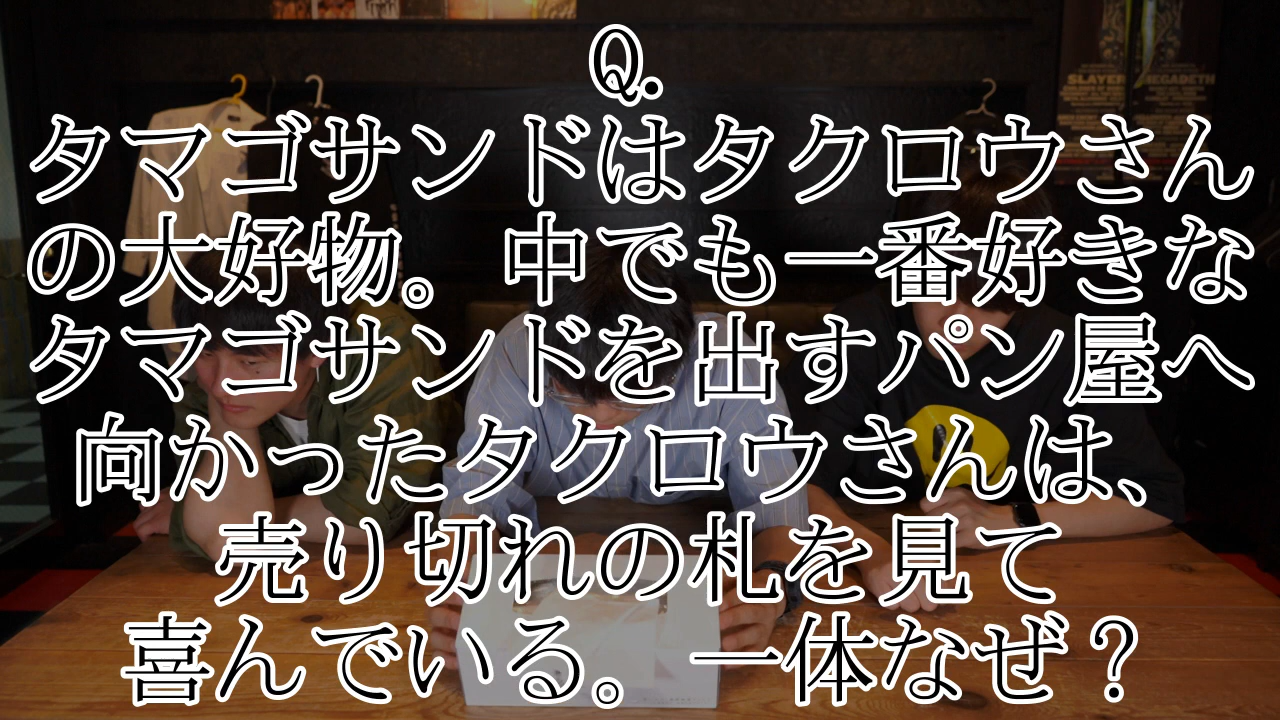 Q.
タマゴサンドはタクロウさん
の大好物。中でも一番好きな
タマゴサンドを出すパン屋へ
向かったタクロウさんは、
売り切れの札を見て
喜んでいる。一体なぜ？
SLAYER MEGADETH